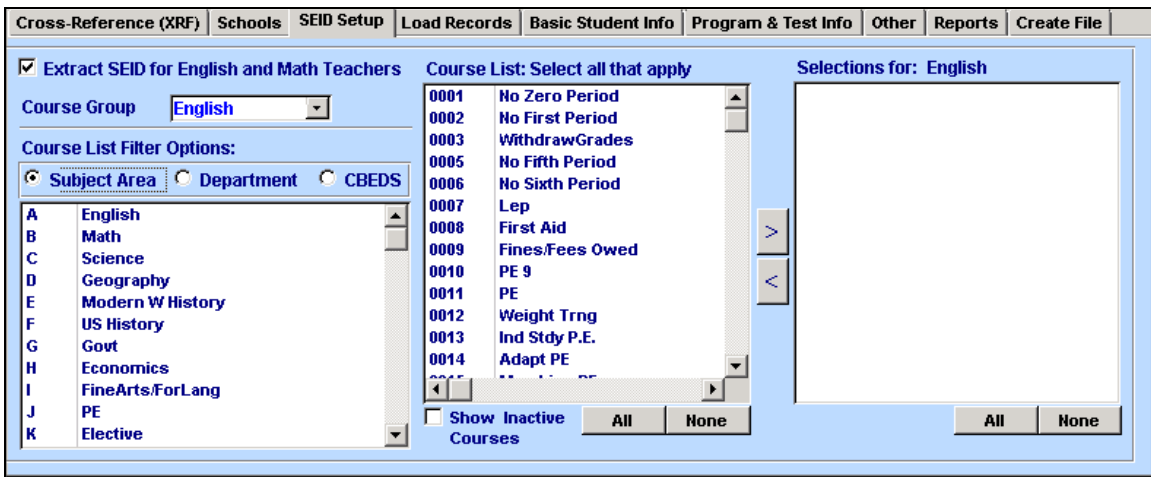 Cross-Reference (XRF) Schools SEID Setup Load Records Basic Student Info Program & Test Info Other Reports Create File
Extract SEID for English and Math Teachers
Course Group English
Course List Filter Options:
Subject Area Department CBEDS
A English
B Math
C Science
D Geography
E Modern W History
F US History
G Govt
H Economics
I FineArts/ForLang
J PE
K Elective
Course List: Select all that apply
0001 No Zero Period
0002 No First Period
0003 WithdrawGrades
0005 No Fifth Period
0006 No Sixth Period
0007 Lep
0008 First Aid
0009 Fines/Fees Owed
0010 PE 9
0011 PE
0012 Weight Trng
0013 Ind Stdy P.E.
0014 Adapt PE
Show Inactive
Courses
All None
>
<
Selections for: English
All None